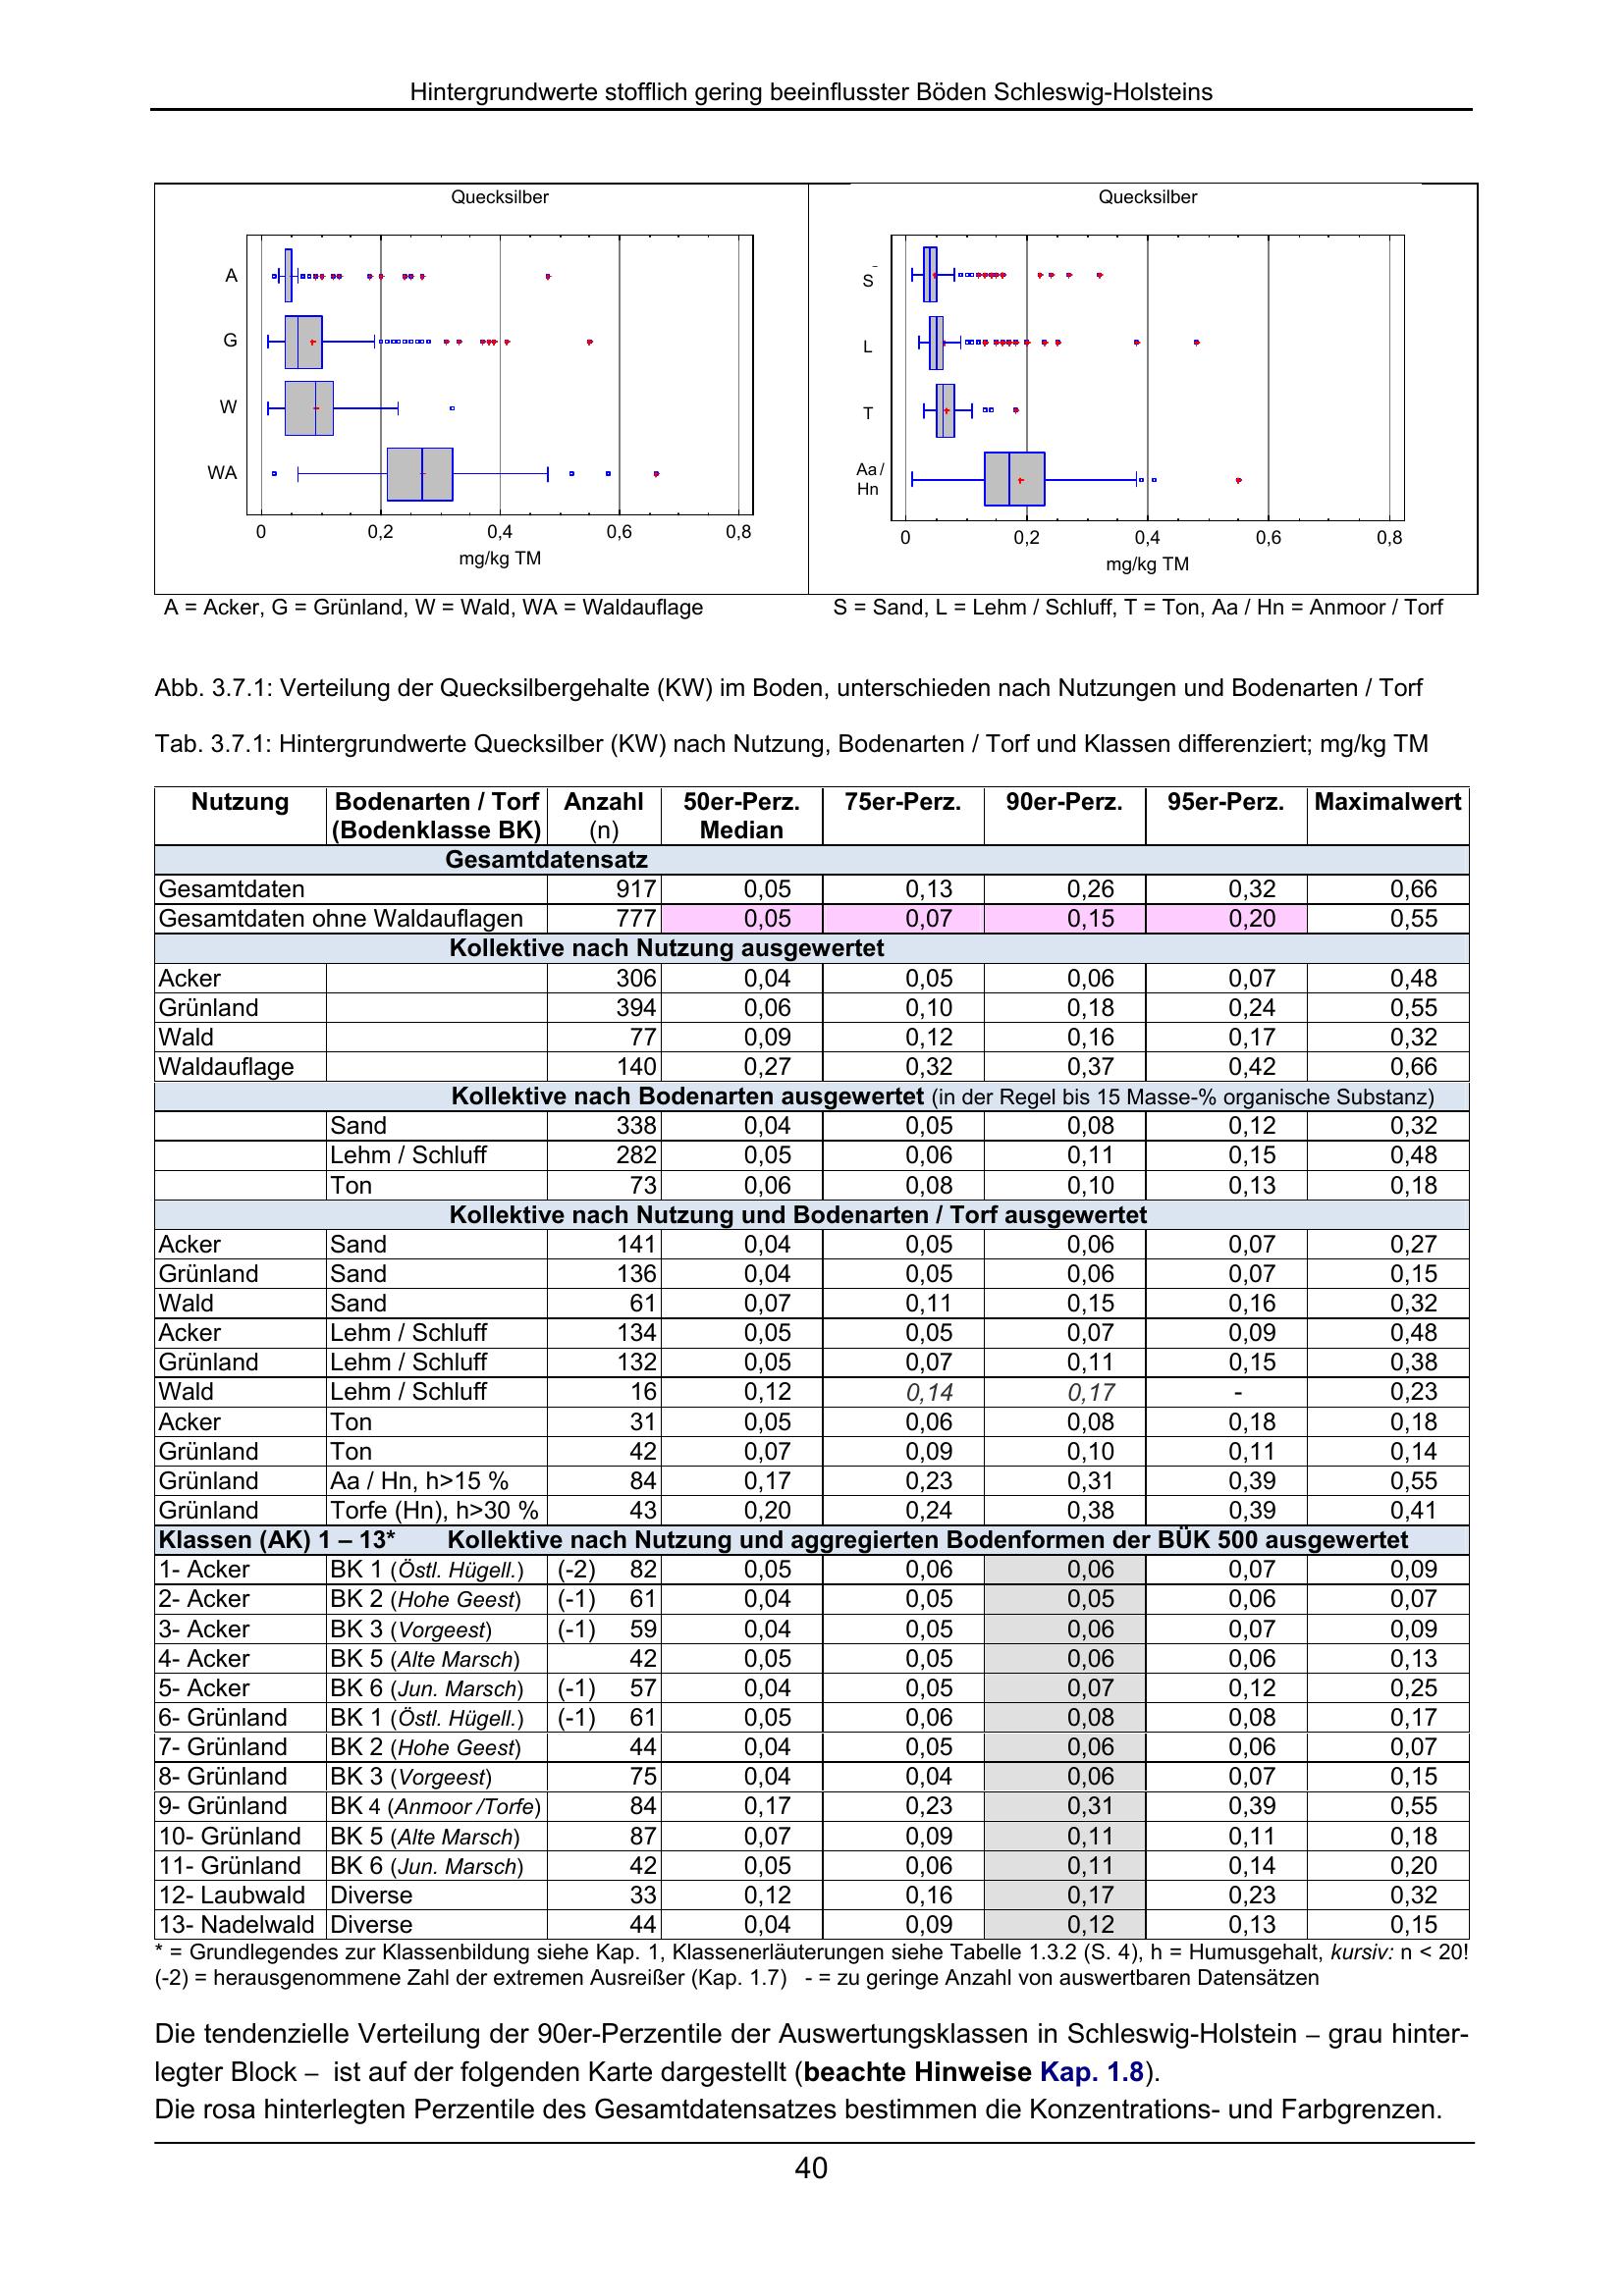 Hintergrundwerte stofflich gering beeinflusster Böden Schleswig-Holsteins
Quecksilber
A
G
W
WA
0 0,2 0,4 0,6 0,8
mg/kg TM
Quecksilber
S
L
T
Aa /
Hn
0 0,2 0,4 0,6 0,8
mg/kg TM
A = Acker, G = Grünland, W = Wald, WA = Waldauflage
S = Sand, L = Lehm / Schluff, T = Ton, Aa / Hn = Anmoor / Torf
Abb. 3.7.1: Verteilung der Quecksilbergehalte (KW) im Boden, unterschieden nach Nutzungen und Bodenarten / Torf
Tab. 3.7.1: Hintergrundwerte Quecksilber (KW) nach Nutzung, Bodenarten / Torf und Klassen differenziert; mg/kg TM
Nutzung Bodenarten / Torf Anzahl 50er-Perz. 75er-Perz. 90er-Perz. 95er-Perz. Maximalwert
(Bodenklasse BK) (n) Median
Gesamtdatensatz
Gesamtdaten 917 0,05 0,13 0,26 0,32 0,66
Gesamtdaten ohne Waldauflagen 777 0,05 0,07 0,15 0,20 0,55
Kollektive nach Nutzung ausgewertet
Acker 306 0,04 0,05 0,06 0,07 0,48
Grünland 394 0,06 0,10 0,18 0,24 0,55
Wald 77 0,09 0,12 0,16 0,17 0,32
Waldauflage 140 0,27 0,32 0,37 0,42 0,66
Kollektive nach Bodenarten ausgewertet (in der Regel bis 15 Masse-% organische Substanz)
Sand 338 0,04 0,05 0,08 0,12 0,32
Lehm / Schluff 282 0,05 0,06 0,11 0,15 0,48
Ton 73 0,06 0,08 0,10 0,13 0,18
Kollektive nach Nutzung und Bodenarten / Torf ausgewertet
Acker Sand 141 0,04 0,05 0,06 0,07 0,27
Grünland Sand 136 0,04 0,05 0,06 0,07 0,15
Wald Sand 61 0,07 0,11 0,15 0,16 0,32
Acker Lehm / Schluff 134 0,05 0,05 0,07 0,09 0,48
Grünland Lehm / Schluff 132 0,05 0,07 0,11 0,15 0,38
Wald Lehm / Schluff 16 0,12 0,14 0,17 - 0,23
Acker Ton 31 0,05 0,06 0,08 0,18 0,18
Grünland Ton 42 0,07 0,09 0,10 0,11 0,14
Grünland Aa / Hn, h>15 % 84 0,17 0,23 0,31 0,39 0,55
Grünland Torfe (Hn), h>30 % 43 0,20 0,24 0,38 0,39 0,41
Klassen (AK) 1 – 13* Kollektive nach Nutzung und aggregierten Bodenformen der BÜK 500 ausgewertet
1- Acker BK 1 (Östl. Hügell.) (-2) 82 0,05 0,06 0,06 0,07 0,09
2- Acker BK 2 (Hohe Geest) (-1) 61 0,04 0,05 0,05 0,06 0,07
3- Acker BK 3 (Vorgeest) (-1) 59 0,04 0,05 0,06 0,07 0,09
4- Acker BK 5 (Alte Marsch) 42 0,05 0,05 0,06 0,06 0,13
5- Acker BK 6 (Jun. Marsch) (-1) 57 0,04 0,05 0,07 0,12 0,25
6- Grünland BK 1 (Östl. Hügell.) (-1) 61 0,05 0,06 0,08 0,08 0,17
7- Grünland BK 2 (Hohe Geest) 44 0,04 0,05 0,06 0,06 0,07
8- Grünland BK 3 (Vorgeest) 75 0,04 0,04 0,06 0,07 0,15
9- Grünland BK 4 (Anmoor /Torfe) 84 0,17 0,23 0,31 0,39 0,55
10- Grünland BK 5 (Alte Marsch) 87 0,07 0,09 0,11 0,11 0,18
11- Grünland BK 6 (Jun. Marsch) 42 0,05 0,06 0,11 0,14 0,20
12- Laubwald Diverse 33 0,12 0,16 0,17 0,23 0,32
13- Nadelwald Diverse 44 0,04 0,09 0,12 0,13 0,15
* = Grundlegendes zur Klassenbildung siehe Kap. 1, Klassenerläuterungen siehe Tabelle 1.3.2 (S. 4), h = Humusgehalt, kursiv: n < 20!
(-2) = herausgenommene Zahl der extremen Ausreißer (Kap. 1.7) - = zu geringe Anzahl von auswertbaren Datensätzen
Die tendenzielle Verteilung der 90er-Perzentile der Auswertungsklassen in Schleswig-Holstein – grau hinter-
legter Block – ist auf der folgenden Karte dargestellt (beachte Hinweise Kap. 1.8).
Die rosa hinterlegten Perzentile des Gesamtdatensatzes bestimmen die Konzentrations- und Farbgrenzen.
40